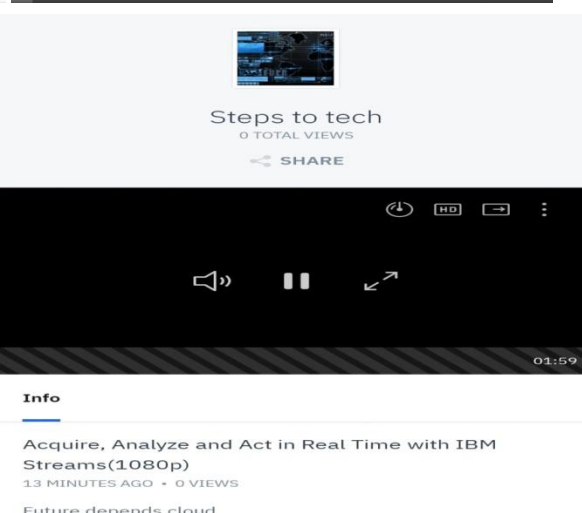 Steps to tech
0 TOTAL VIEWS
SHARE
HD
01:59
Info
Acquire, Analyze and Act in Real Time with IBM
Streams(1080p)
13 MINUTES AGO • 0 VIEWS
Future depends cloud